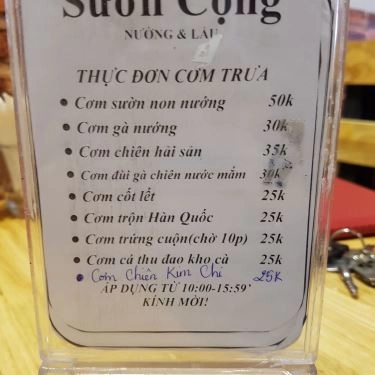 Sườn Cọng
NƯỚNG & LẨU
THỰC ĐƠN CƠM TRƯA
• Cơm sườn non nướng 50k
• Cơm gà nướng 30k
• Cơm chiên hải sản 35k
• Cơm đùi gà chiên nước mắm 30k
• Cơm cốt lết 25k
• Cơm trộn Hàn Quốc 25k
• Cơm trứng cuộn(chờ 10p) 25k
• Cơm cá thu đao kho cà 25k
• Cơm Chiên Kim Chi 25K
ÁP DỤNG TỪ 10:00-15:59'
KÍNH MỜI!